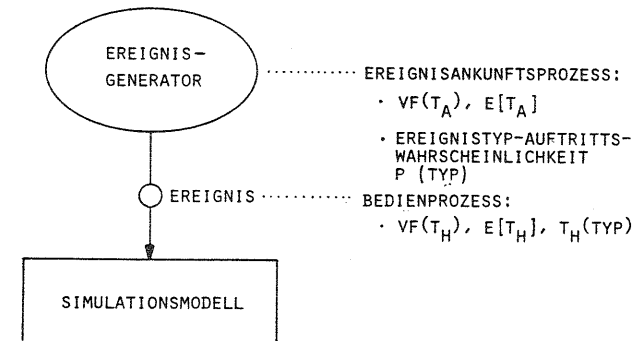 EREIGNIS-
GENERATOR
EREIGNISANKUNFTSPROZESS:
· VF(T_A), E[T_A]
· EREIGNISTYP-AUFTRITTS-
WAHRSCHEINLICHKEIT
P (TYP)
EREIGNIS
BEDIENPROZESS:
· VF(T_H), E[T_H], T_H(TYP)
SIMULATIONSMODELL